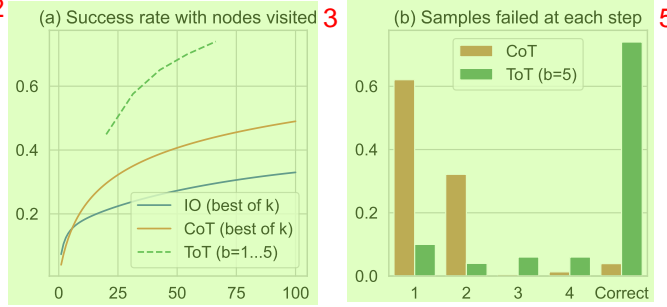 2
(a) Success rate with nodes visited
0.6
0.4
0.2
IO (best of k)
CoT (best of k)
ToT (b=1...5)
0 25 50 75 100
3
(b) Samples failed at each step
CoT
ToT (b=5)
0.6
0.4
0.2
0.0
1 2 3 4 Correct
5